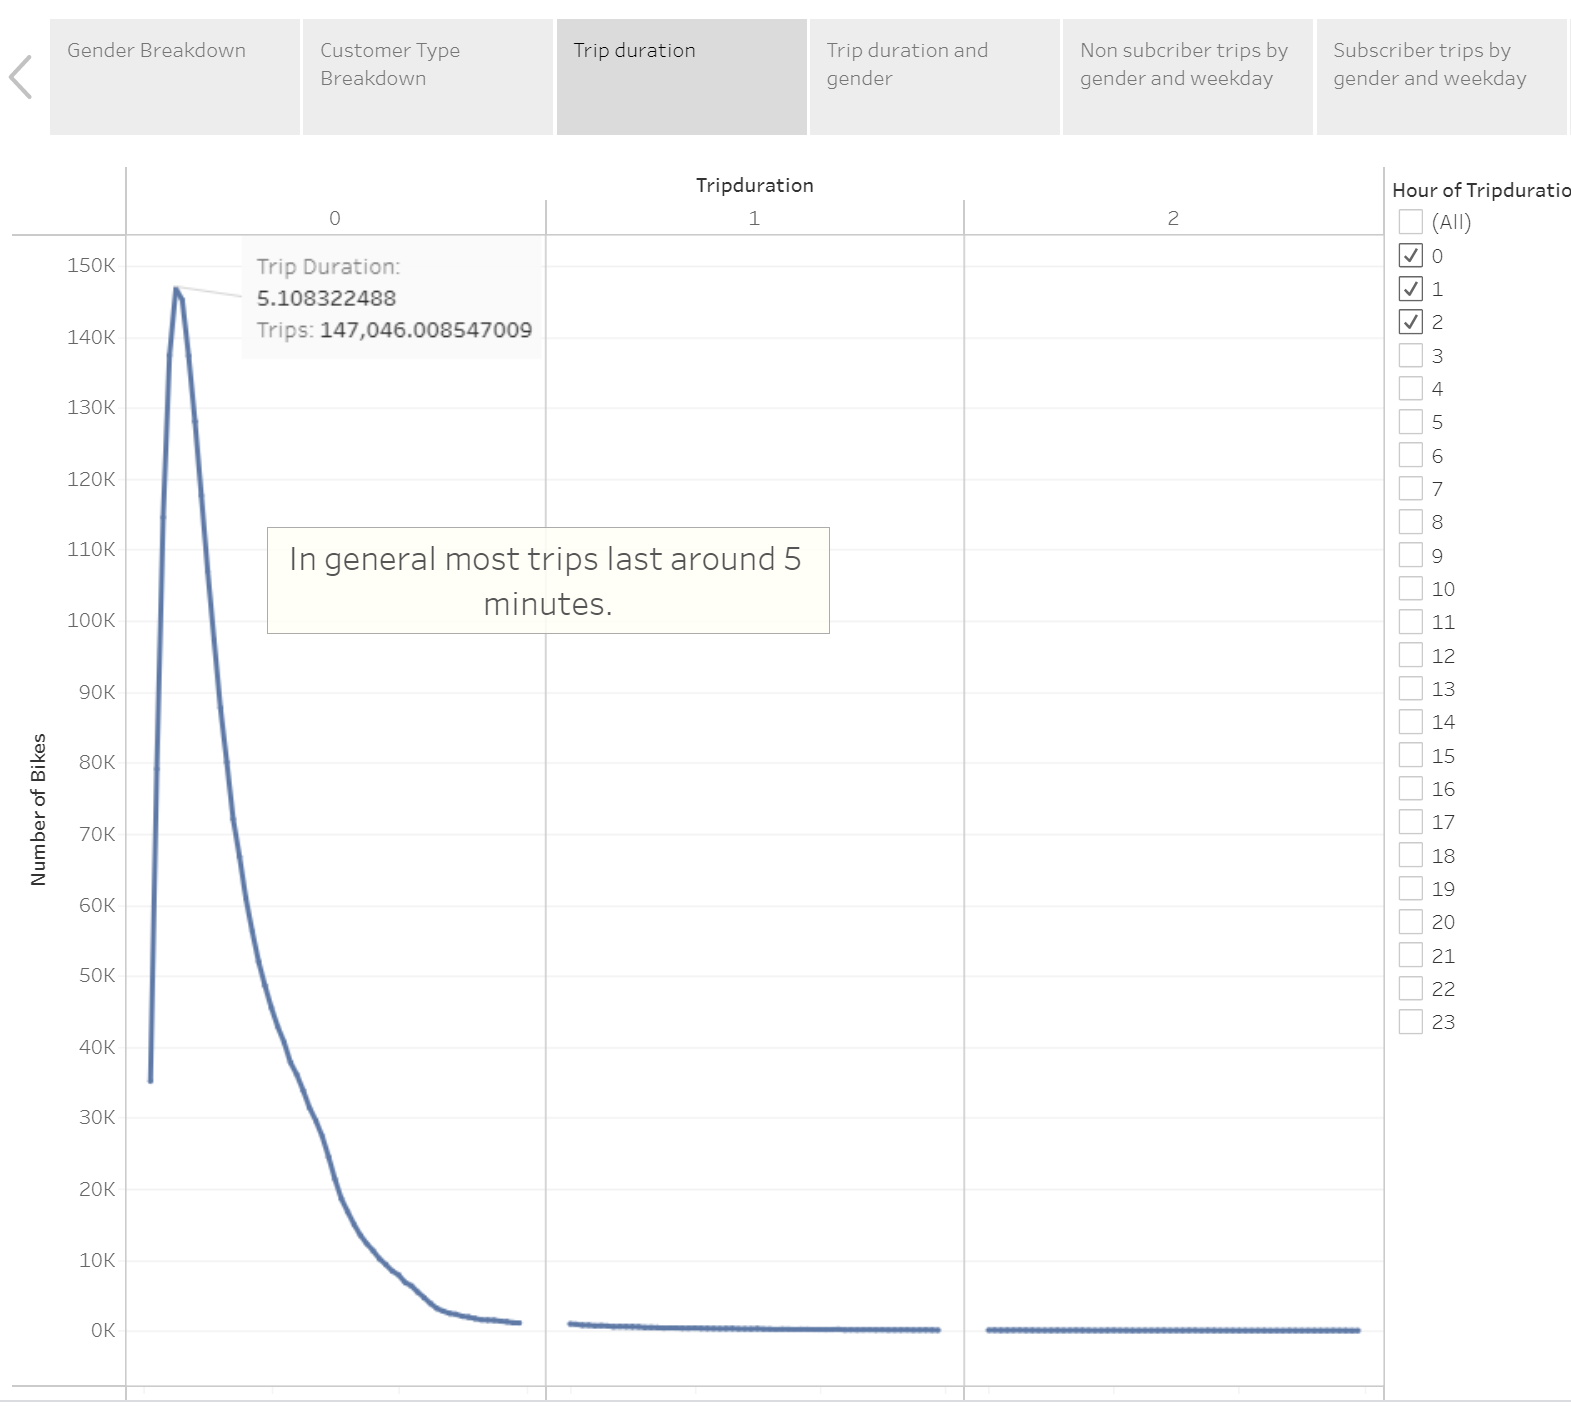 Gender Breakdown
Customer Type
Breakdown
Trip duration
Trip duration and
gender
Non subcriber trips by
gender and weekday
Subscriber trips by
gender and weekday
Tripduration
0
1
2
Trip Duration:
5.108322488
Trips: 147,046.008547009
In general most trips last around 5
minutes.
Number of Bikes
150K
140K
130K
120K
110K
100K
90K
80K
70K
60K
50K
40K
30K
20K
10K
0K
Hour of Tripduratio
(All)
0
1
2
3
4
5
6
7
8
9
10
11
12
13
14
15
16
17
18
19
20
21
22
23